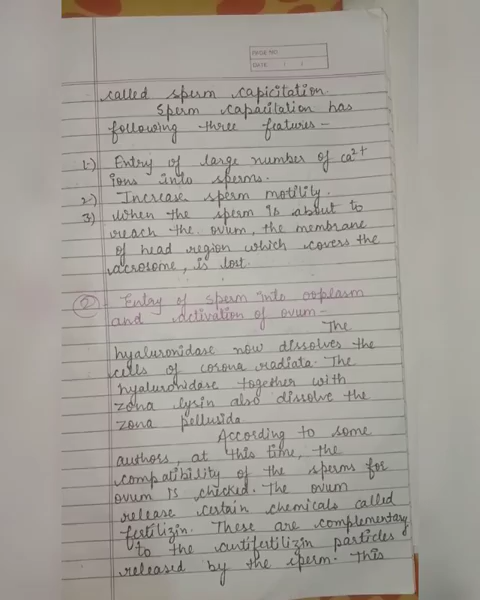 PAGE NO
DATE / /
called sperm capicitation.
Sperm capacitation has
following three features -
1-) Entry of large number of ca2+
ions into sperms.
2-) Increase sperm motility.
3) When the sperm is about to
reach the ovum, the membrane
of head region which covers the
acrosome, is lost.
2 Entry of sperm into ooplasm
and activation of ovum -
The
hyaluronidase now dissolves the
cells of corona radiata. The
hyaluronidase together with
zona lysin also dissolve the
zona pellusida
According to some
authors, at this time, the
compatibility of the sperms for
ovum is checked. The ovum
release certain chemicals called
fertilizin. These are complementary
to the antifertilizin particles
released by the sperm. This